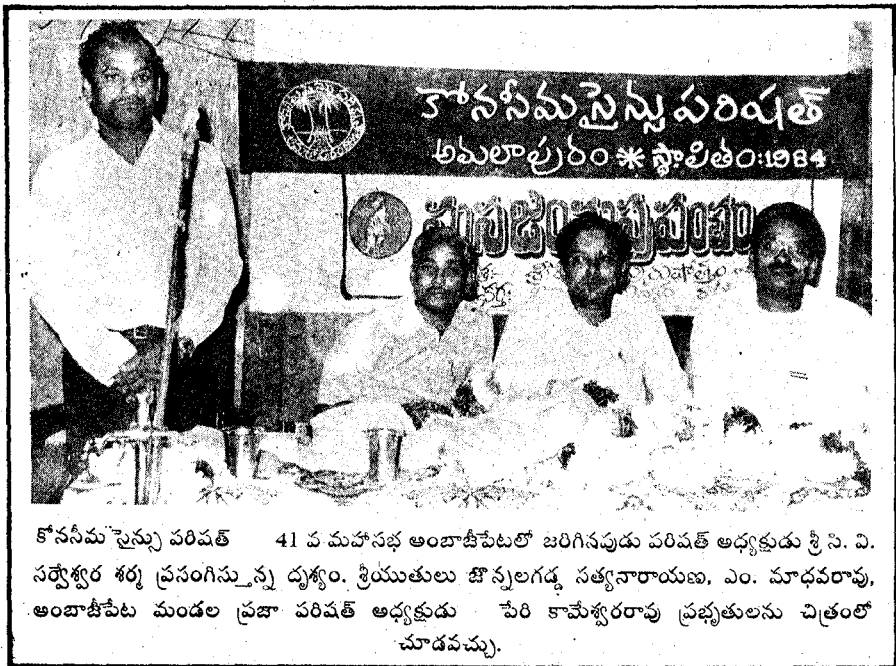 కోనసీమ సైన్సు పరిషత్
అమలాపురం * స్థాపితం:1984
కోనసీమ సైన్సు పరిషత్ 41 వ మహాసభ అంబాజీపేటలో జరిగినపుడు పరిషత్ అధ్యక్షుడు శ్రీ సి. వి.
సర్వేశ్వర శర్మ ప్రసంగిస్తున్న దృశ్యం. శ్రీయుతులు జొన్నలగడ్డ సత్యనారాయణ, ఎం. మాధవరావు,
అంబాజీపేట మండల ప్రజా పరిషత్ అధ్యక్షుడు పేరి కామేశ్వరరావు ప్రభృతులను చిత్రంలో
చూడవచ్చు.